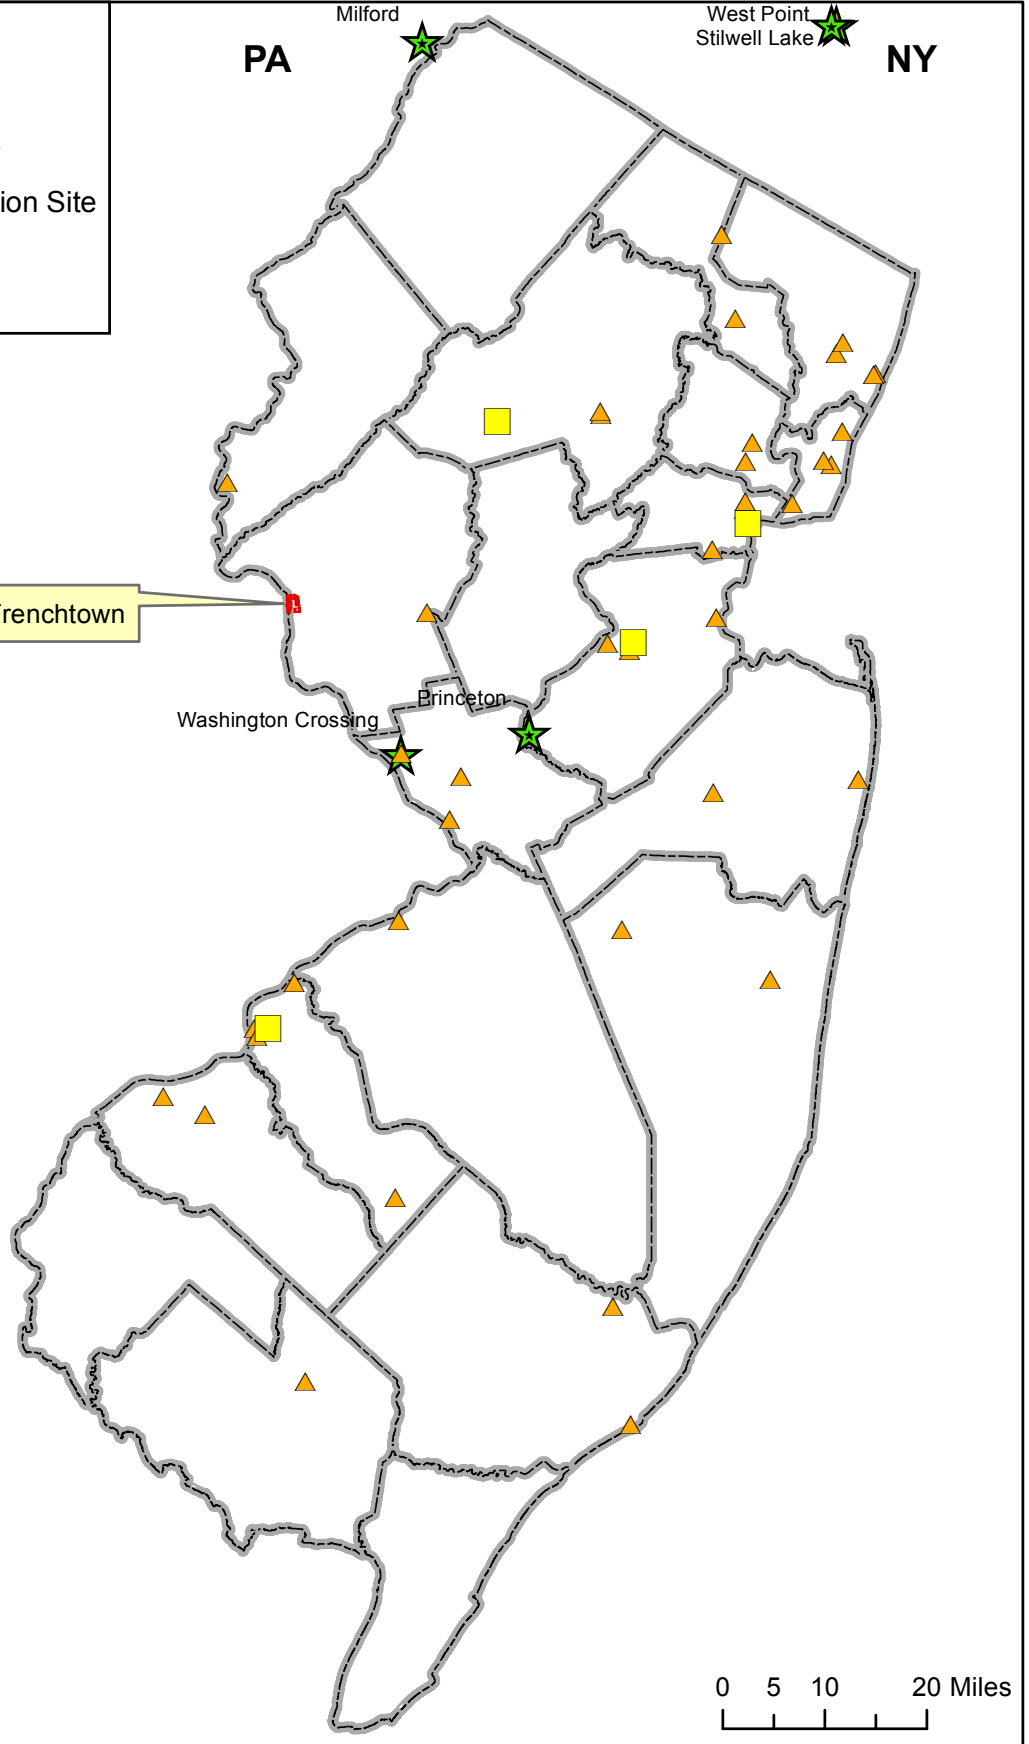 Milford
West Point
Stilwell Lake
PA
NY
ion Site
renchtown
Princeton
Washington Crossing
0 5 10 20 Miles